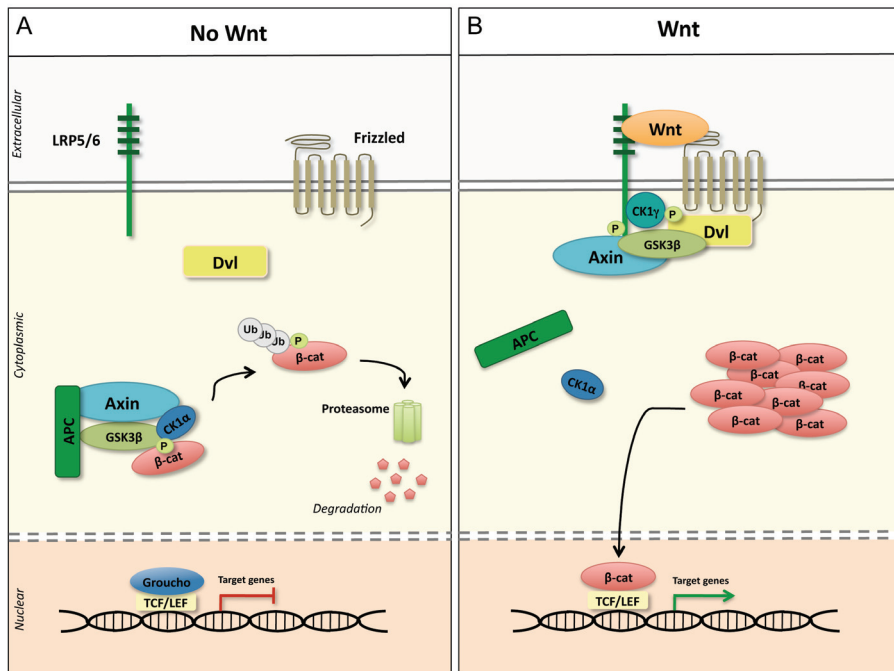 A
No Wnt
Extracellular
LRP5/6
Frizzled
Cytoplasmic
Dvl
Ub
Ub
Ub
P
β-cat
Proteasome
APC
Axin
GSK3β
CK1α
P
β-cat
Degradation
Nuclear
Groucho
TCF/LEF
Target genes
B
Wnt
Wnt
CK1γ
P
P
Dvl
GSK3β
Axin
APC
CK1α
β-cat
β-cat
β-cat
β-cat
β-cat
β-cat
β-cat
β-cat
β-cat
TCF/LEF
Target genes